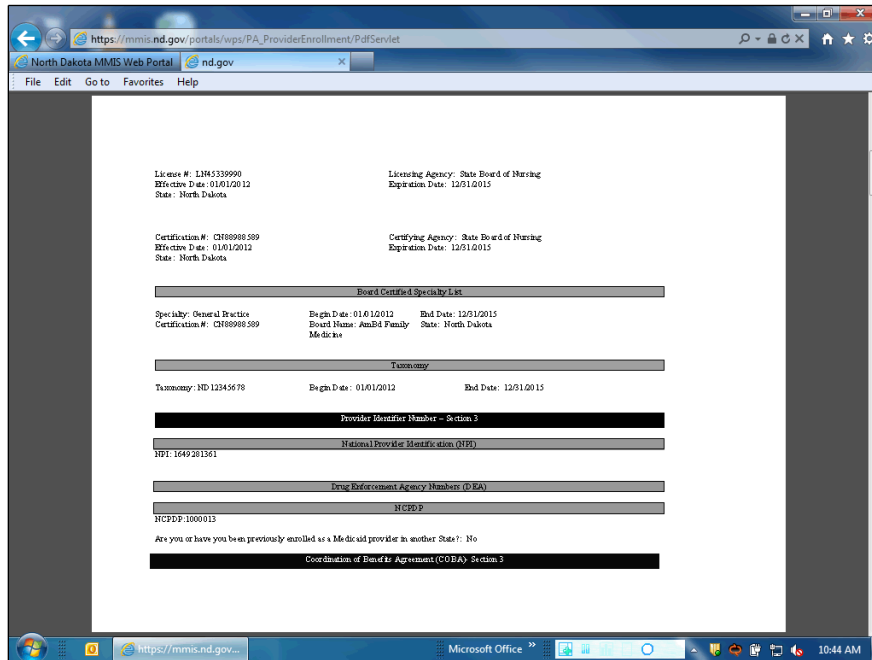 https://mmis.nd.gov/portals/wps/PA_ProviderEnrollment/PdfServlet
North Dakota MMIS Web Portal nd.gov
File Edit Go to Favorites Help
License #: LN45339990 Licensing Agency: State Board of Nursing
Effective Date: 01/01/2012 Expiration Date: 12/31/2015
State: North Dakota
Certification #: CN88988589 Certifying Agency: State Board of Nursing
Effective Date: 01/01/2012 Expiration Date: 12/31/2015
State: North Dakota
Board Certified Specialty List
Specialty: General Practice Begin Date: 01/01/2012 End Date: 12/31/2015
Certification #: CN88988589 Board Name: AmBd Family State: North Dakota
Medicine
Taxonomy
Taxonomy: ND12345678 Begin Date: 01/01/2012 End Date: 12/31/2015
Provider Identifier Number – Section 3
National Provider Identification (NPI)
NPI: 1649281361
Drug Enforcement Agency Numbers (DEA)
NCPDP
NCPDP:1000013
Are you or have you been previously enrolled as a Medicaid provider in another State?: No
Coordination of Benefits Agreement (COBA)- Section 3
https://mmis.nd.gov... Microsoft Office » 10:44 AM